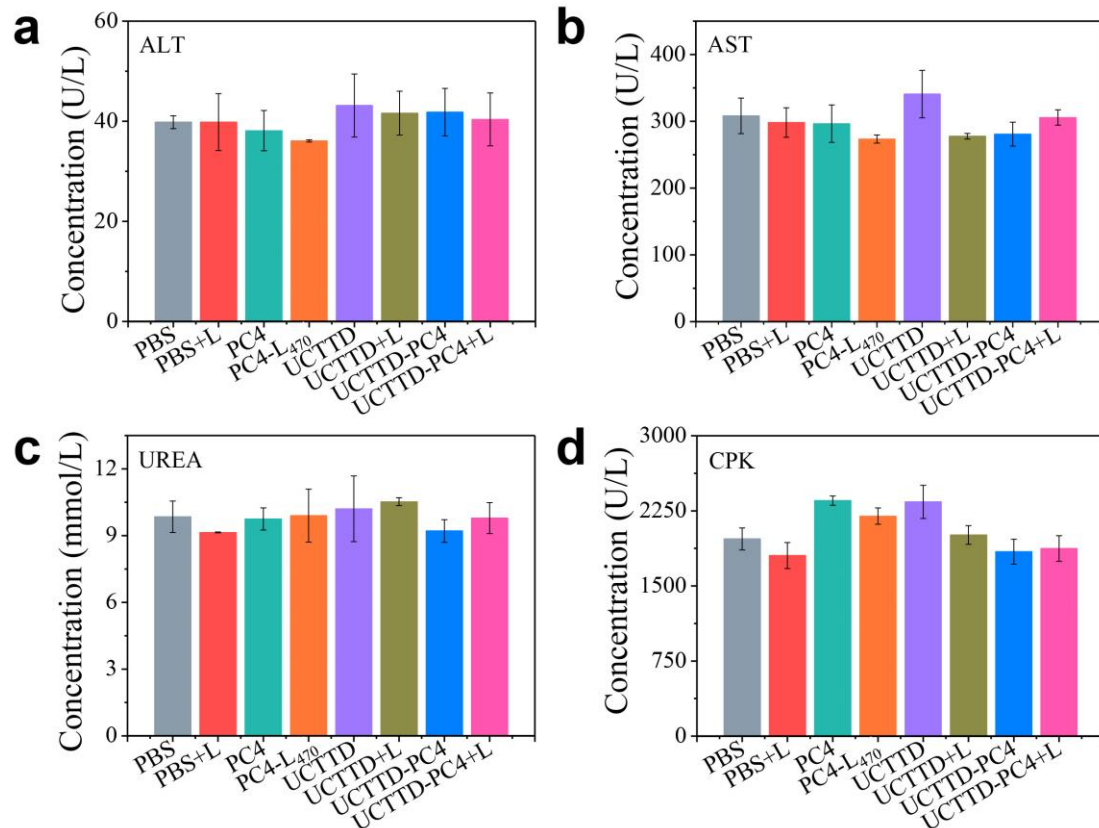 a
ALT
Concentration (U/L)
60
40
20
0
PBS
PBS+L
PC4
PC4-L470
UCTTD
UCTTD+L
UCTTD-PC4
UCTTD-PC4+L
b
AST
Concentration (U/L)
400
300
200
100
0
PBS
PBS+L
PC4
PC4-L470
UCTTD
UCTTD+L
UCTTD-PC4
UCTTD-PC4+L
c
UREA
Concentration (mmol/L)
12
9
6
3
0
PBS
PBS+L
PC4
PC4-L470
UCTTD
UCTTD+L
UCTTD-PC4
UCTTD-PC4+L
d
CPK
Concentration (U/L)
3000
2250
1500
750
0
PBS
PBS+L
PC4
PC4-L470
UCTTD
UCTTD+L
UCTTD-PC4
UCTTD-PC4+L